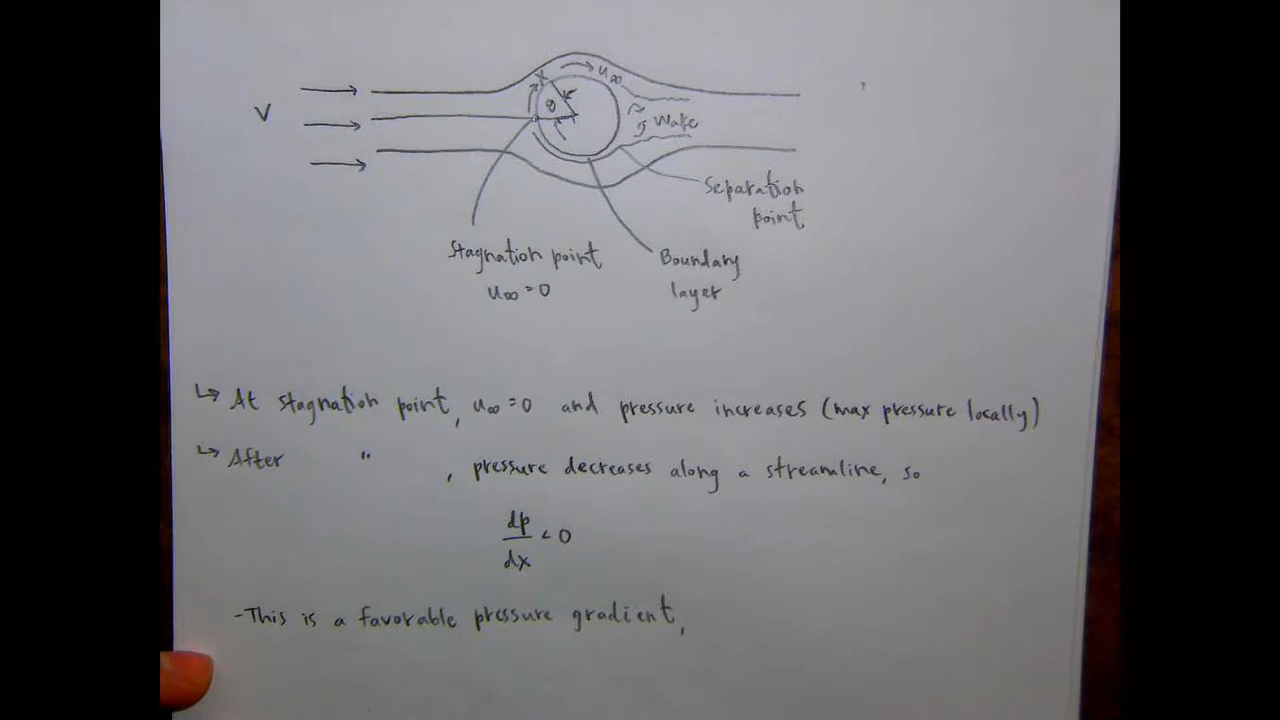 V
x
u∞
θ
Wake
Separation
point
Stagnation point
u∞ = 0
Boundary
layer
↳ At stagnation point, u∞ = 0 and pressure increases (max pressure locally)
↳ After " , pressure decreases along a streamline, so
dp/dx < 0
- This is a favorable pressure gradient,